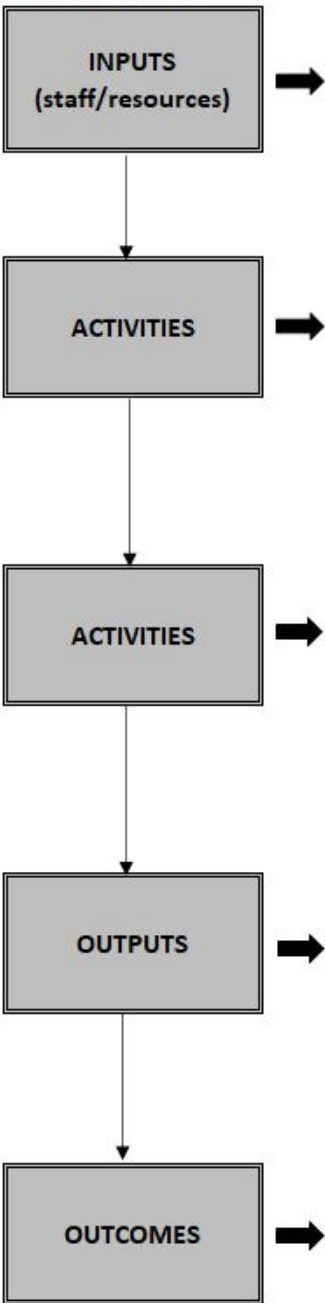 INPUTS
(staff/resources)
ACTIVITIES
ACTIVITIES
OUTPUTS
OUTCOMES